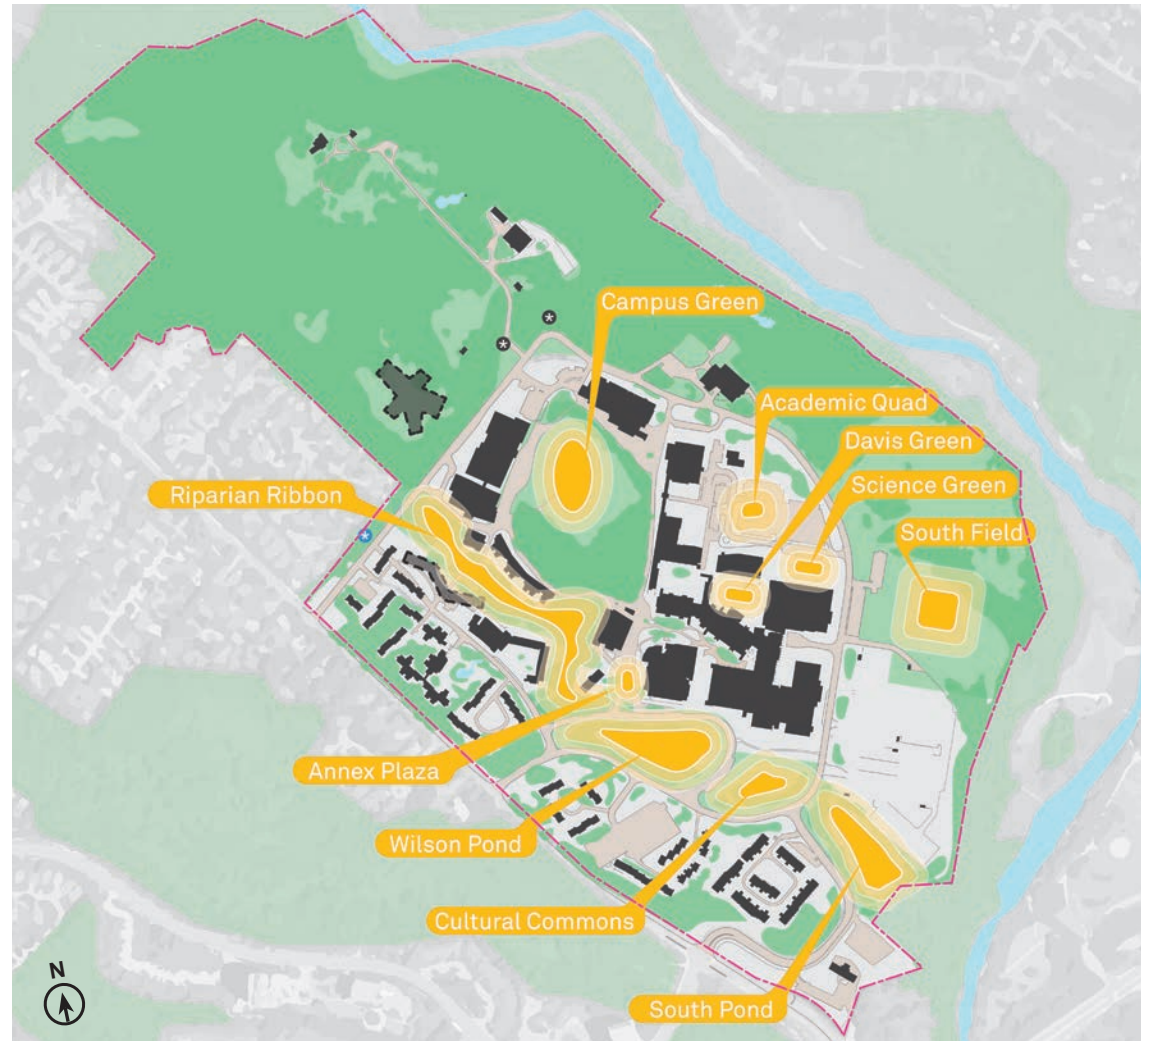 Campus Green
Academic Quad
Davis Green
Science Green
Riparian Ribbon
South Field
Annex Plaza
Wilson Pond
Cultural Commons
South Pond
N